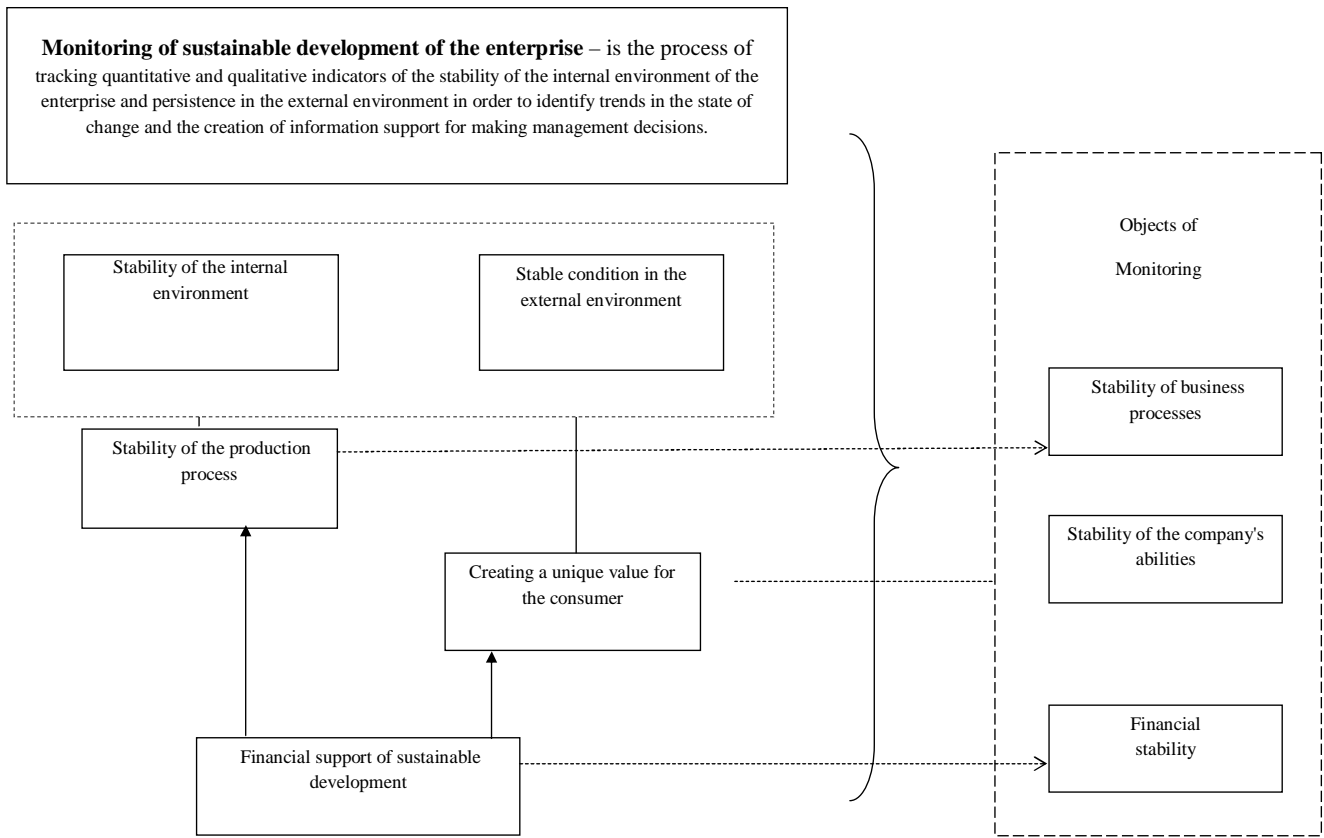 Monitoring of sustainable development of the enterprise – is the process of
tracking quantitative and qualitative indicators of the stability of the internal environment of the
enterprise and persistence in the external environment in order to identify trends in the state of
change and the creation of information support for making management decisions.
Stability of the internal
environment
Stable condition in the
external environment
Stability of the production
process
Creating a unique value for
the consumer
Financial support of sustainable
development
Objects of
Monitoring
Stability of business
processes
Stability of the company's
abilities
Financial
stability